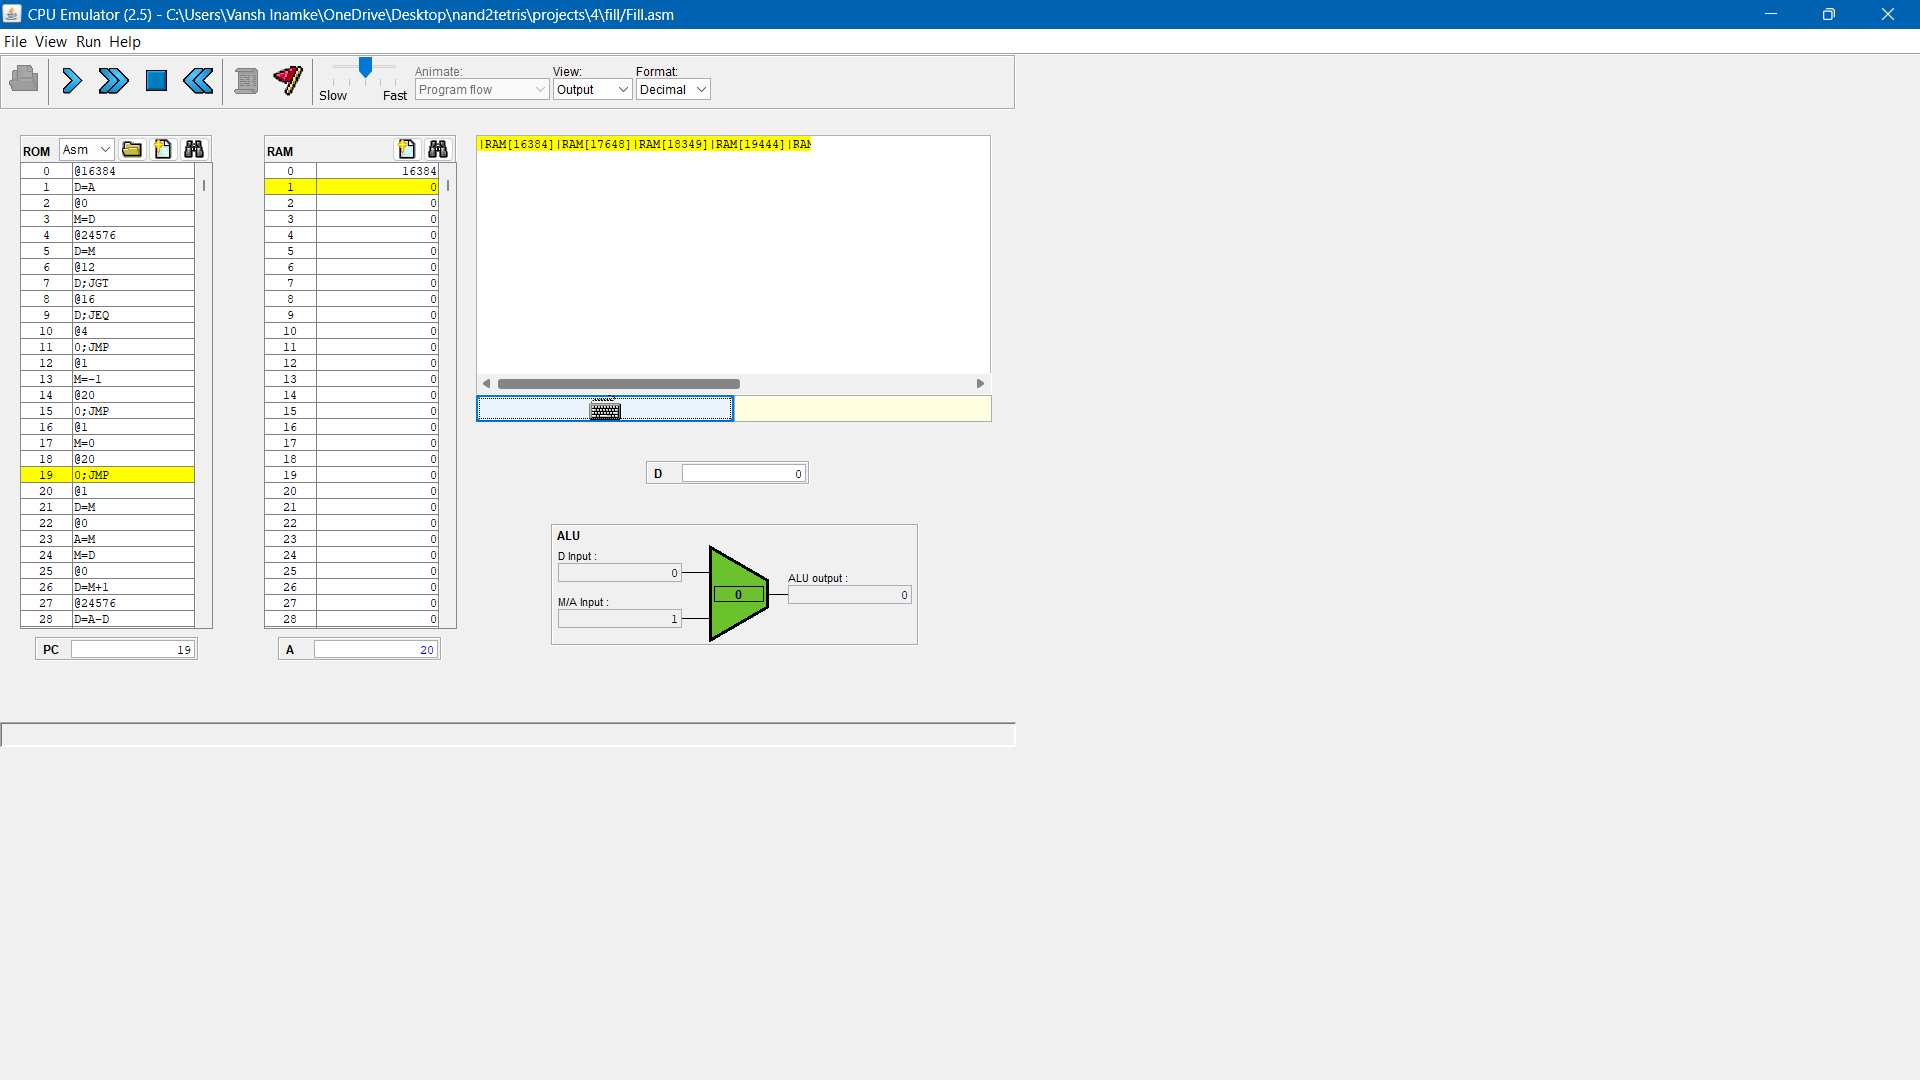 CPU Emulator (2.5) - C:\Users\Vansh Inamke\OneDrive\Desktop\nand2tetris\projects\4\fill/Fill.asm
File View Run Help
Slow Fast
Animate:
Program flow
View:
Output
Format:
Decimal
ROM Asm
0 @16384
1 D=A
2 @0
3 M=D
4 @24576
5 D=M
6 @12
7 D;JGT
8 @16
9 D;JEQ
10 @4
11 0;JMP
12 @1
13 M=-1
14 @20
15 0;JMP
16 @1
17 M=0
18 @20
19 0;JMP
20 @1
21 D=M
22 @0
23 A=M
24 M=D
25 @0
26 D=M+1
27 @24576
28 D=A-D
PC 19
RAM
0 16384
1 0
2 0
3 0
4 0
5 0
6 0
7 0
8 0
9 0
10 0
11 0
12 0
13 0
14 0
15 0
16 0
17 0
18 0
19 0
20 0
21 0
22 0
23 0
24 0
25 0
26 0
27 0
28 0
A 20
|RAM[16384]|RAM[17648]|RAM[18349]|RAM[19444]|RAM
D 0
ALU
D Input :
0
M/A Input :
1
0
ALU output :
0